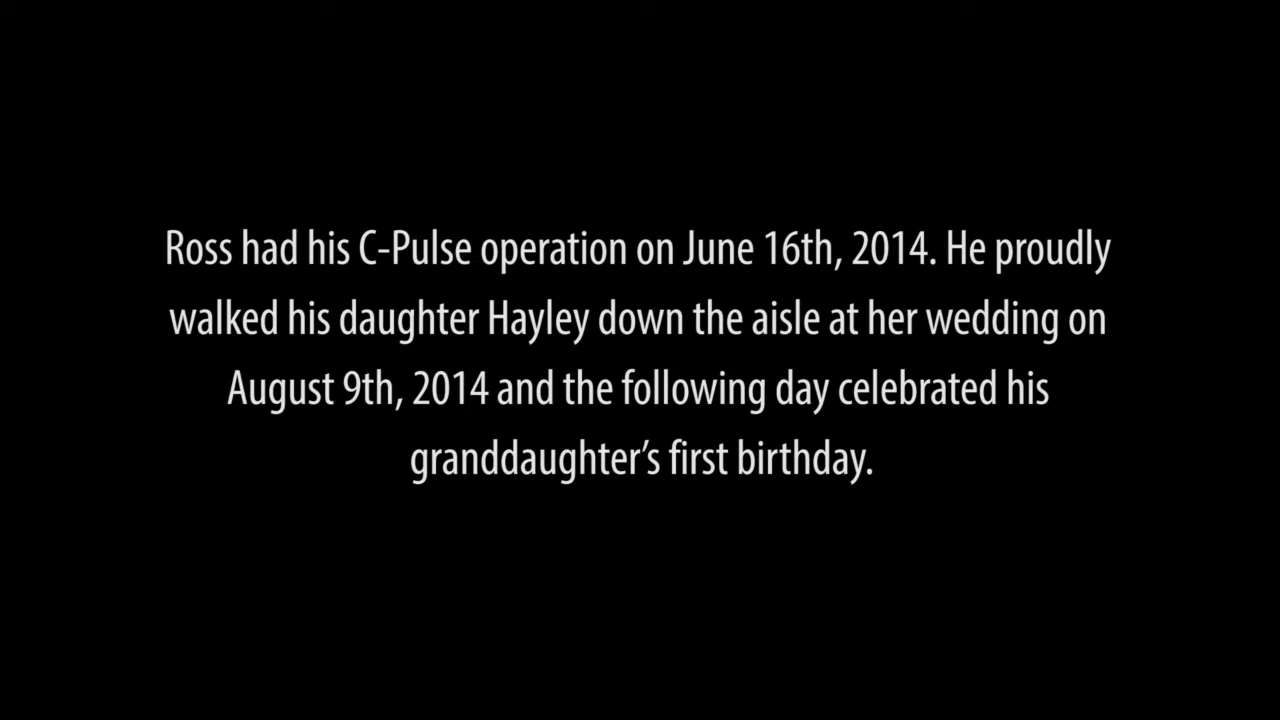 Ross had his C-Pulse operation on June 16th, 2014. He proudly
walked his daughter Hayley down the aisle at her wedding on
August 9th, 2014 and the following day celebrated his
granddaughter’s first birthday.